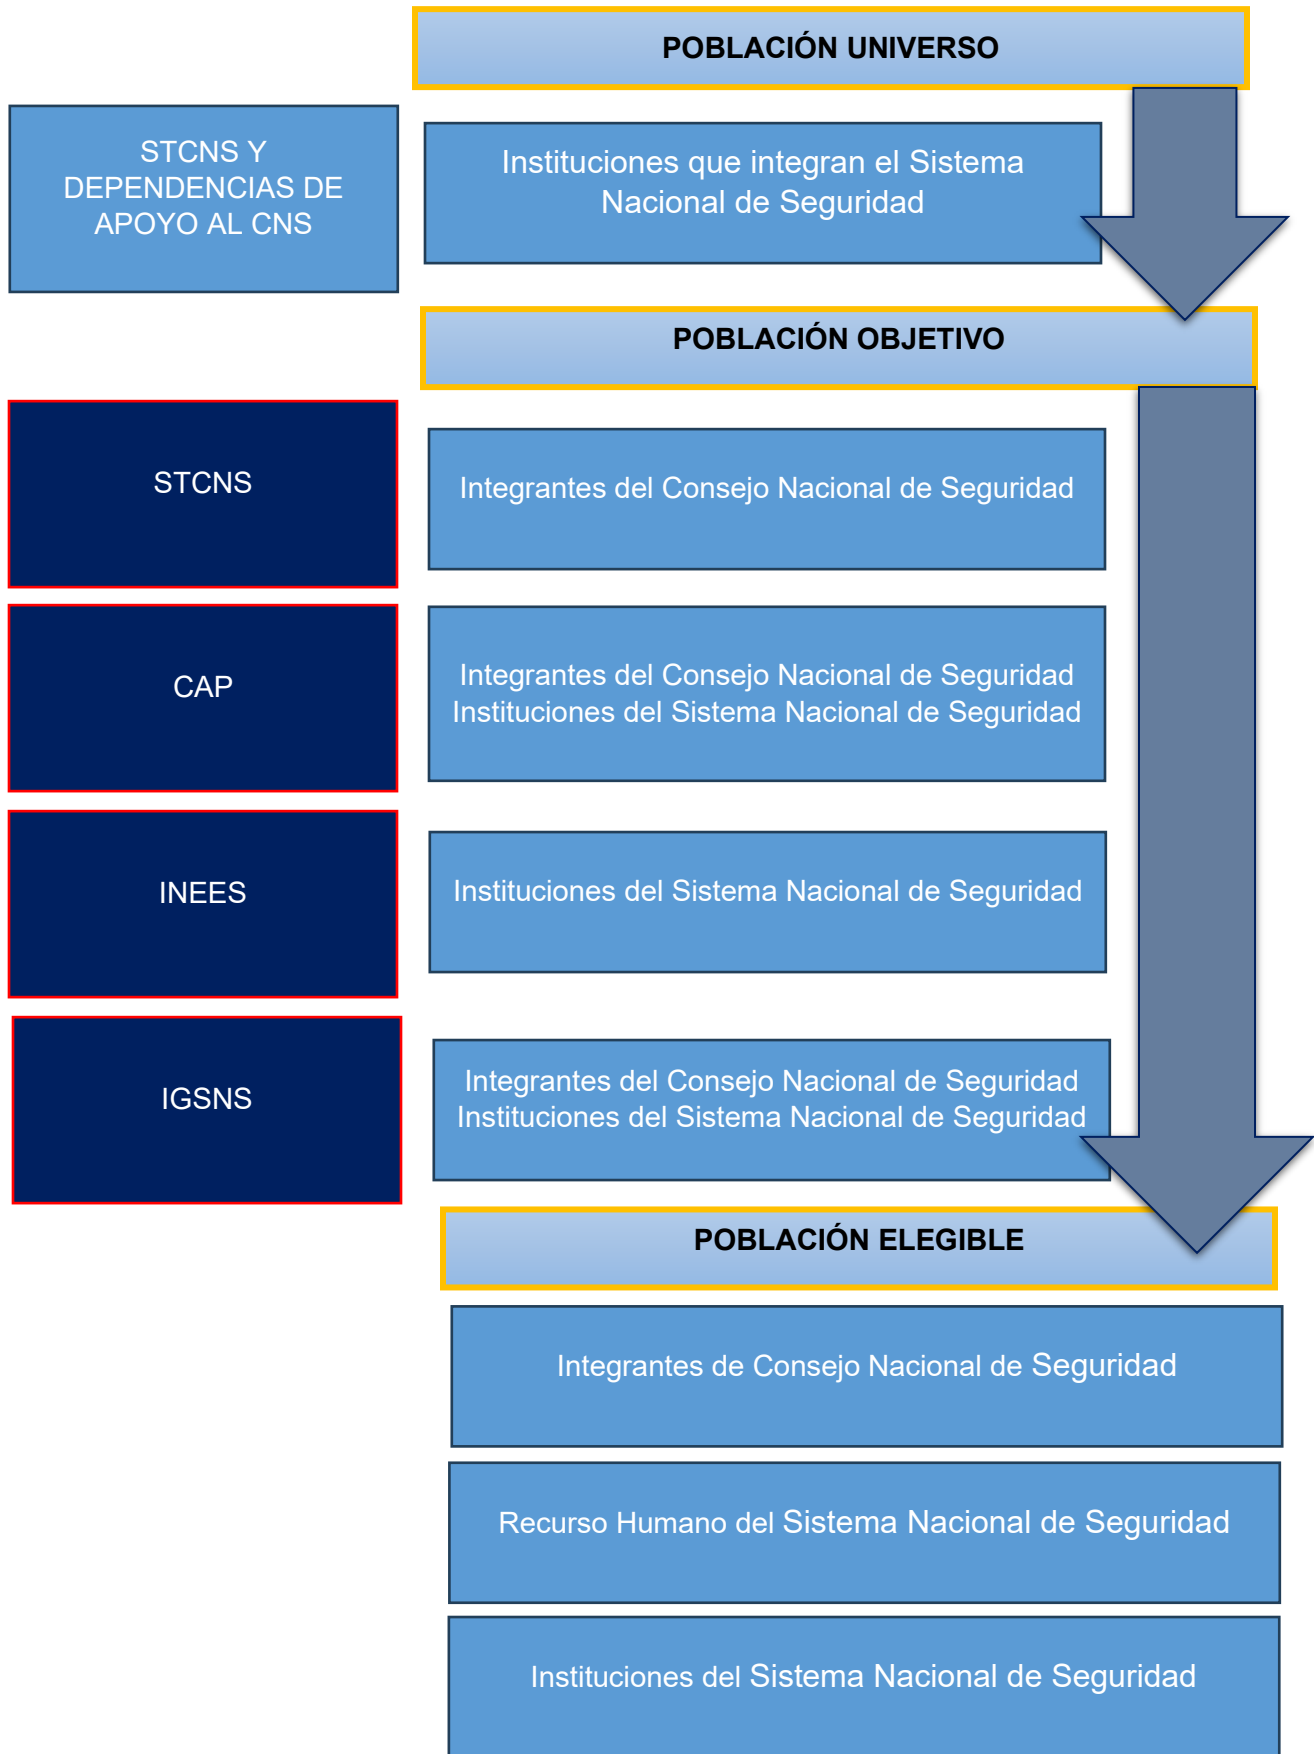 POBLACIÓN UNIVERSO
STCNS Y
DEPENDENCIAS DE
APOYO AL CNS
Instituciones que integran el Sistema
Nacional de Seguridad
POBLACIÓN OBJETIVO
STCNS
Integrantes del Consejo Nacional de Seguridad
CAP
Integrantes del Consejo Nacional de Seguridad
Instituciones del Sistema Nacional de Seguridad
INEES
Instituciones del Sistema Nacional de Seguridad
IGSNS
Integrantes del Consejo Nacional de Seguridad
Instituciones del Sistema Nacional de Seguridad
POBLACIÓN ELEGIBLE
Integrantes de Consejo Nacional de Seguridad
Recurso Humano del Sistema Nacional de Seguridad
Instituciones del Sistema Nacional de Seguridad